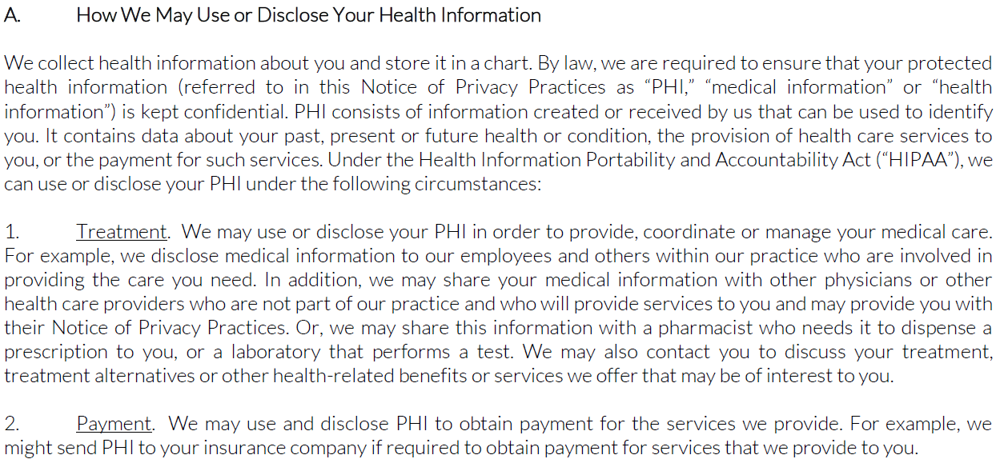 A. How We May Use or Disclose Your Health Information
We collect health information about you and store it in a chart. By law, we are required to ensure that your protected
health information (referred to in this Notice of Privacy Practices as “PHI,” “medical information” or “health
information”) is kept confidential. PHI consists of information created or received by us that can be used to identify
you. It contains data about your past, present or future health or condition, the provision of health care services to
you, or the payment for such services. Under the Health Information Portability and Accountability Act (“HIPAA”), we
can use or disclose your PHI under the following circumstances:
1. Treatment. We may use or disclose your PHI in order to provide, coordinate or manage your medical care.
For example, we disclose medical information to our employees and others within our practice who are involved in
providing the care you need. In addition, we may share your medical information with other physicians or other
health care providers who are not part of our practice and who will provide services to you and may provide you with
their Notice of Privacy Practices. Or, we may share this information with a pharmacist who needs it to dispense a
prescription to you, or a laboratory that performs a test. We may also contact you to discuss your treatment,
treatment alternatives or other health-related benefits or services we offer that may be of interest to you.
2. Payment. We may use and disclose PHI to obtain payment for the services we provide. For example, we
might send PHI to your insurance company if required to obtain payment for services that we provide to you.